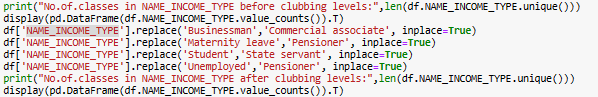 print("No.of.classes in NAME_INCOME_TYPE before clubbing levels:",len(df.NAME_INCOME_TYPE.unique()))
display(pd.DataFrame(df.NAME_INCOME_TYPE.value_counts()).T)
df['NAME_INCOME_TYPE'].replace('Businessman','Commercial associate', inplace=True)
df['NAME_INCOME_TYPE'].replace('Maternity leave','Pensioner', inplace=True)
df['NAME_INCOME_TYPE'].replace('Student','State servant', inplace=True)
df['NAME_INCOME_TYPE'].replace('Unemployed','Pensioner', inplace=True)
print("No.of.classes in NAME_INCOME_TYPE after clubbing levels:",len(df.NAME_INCOME_TYPE.unique()))
display(pd.DataFrame(df.NAME_INCOME_TYPE.value_counts()).T)